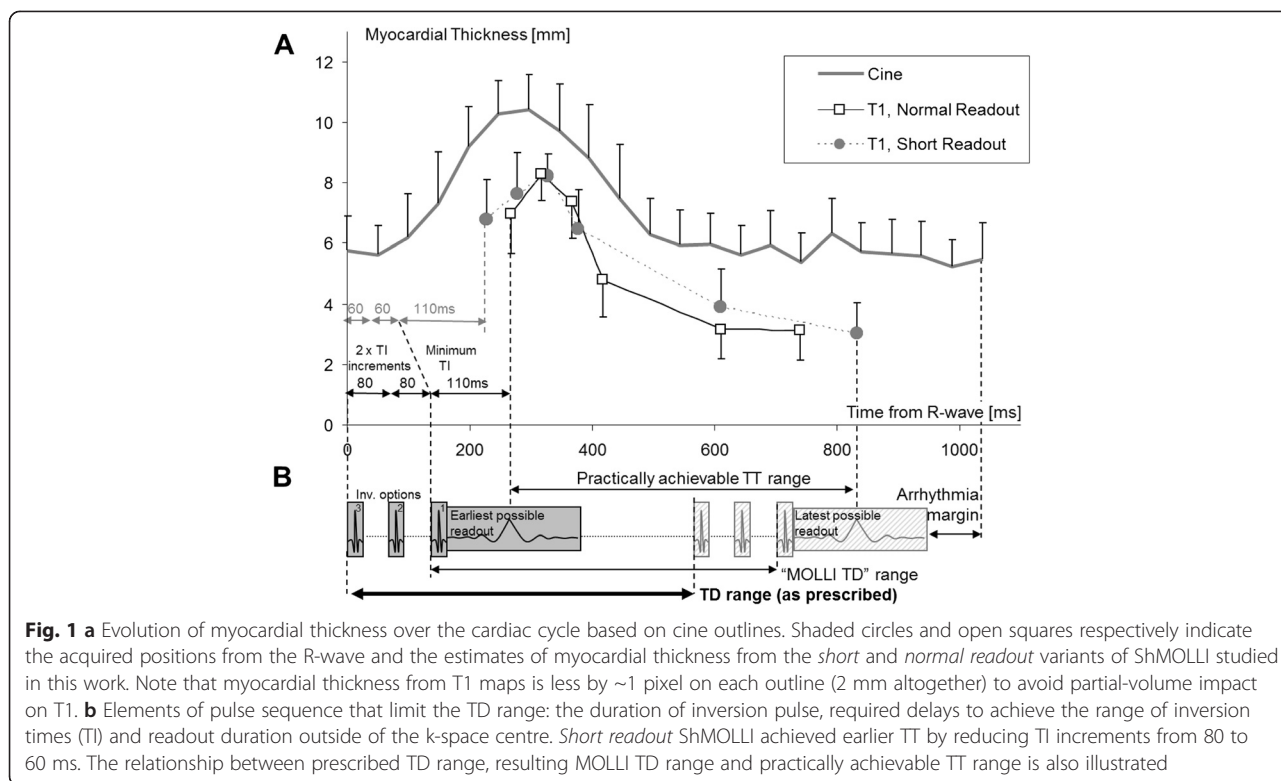 A
Myocardial Thickness [mm]
12
10
8
6
4
2
0
Cine
T1, Normal Readout
T1, Short Readout
60 60 110ms
2 x TI increments
Minimum TI
80 80 110ms
Time from R-wave [ms]
0 200 400 600 800 1000
B
Practically achievable TT range
Inv. options
3 2 1
Earliest possible readout
Latest possible readout
Arrhythmia margin
"MOLLI TD" range
TD range (as prescribed)
Fig. 1 a Evolution of myocardial thickness over the cardiac cycle based on cine outlines. Shaded circles and open squares respectively indicate
the acquired positions from the R-wave and the estimates of myocardial thickness from the short and normal readout variants of ShMOLLI studied
in this work. Note that myocardial thickness from T1 maps is less by ~1 pixel on each outline (2 mm altogether) to avoid partial-volume impact
on T1. b Elements of pulse sequence that limit the TD range: the duration of inversion pulse, required delays to achieve the range of inversion
times (TI) and readout duration outside of the k-space centre. Short readout ShMOLLI achieved earlier TT by reducing TI increments from 80 to
60 ms. The relationship between prescribed TD range, resulting MOLLI TD range and practically achievable TT range is also illustrated